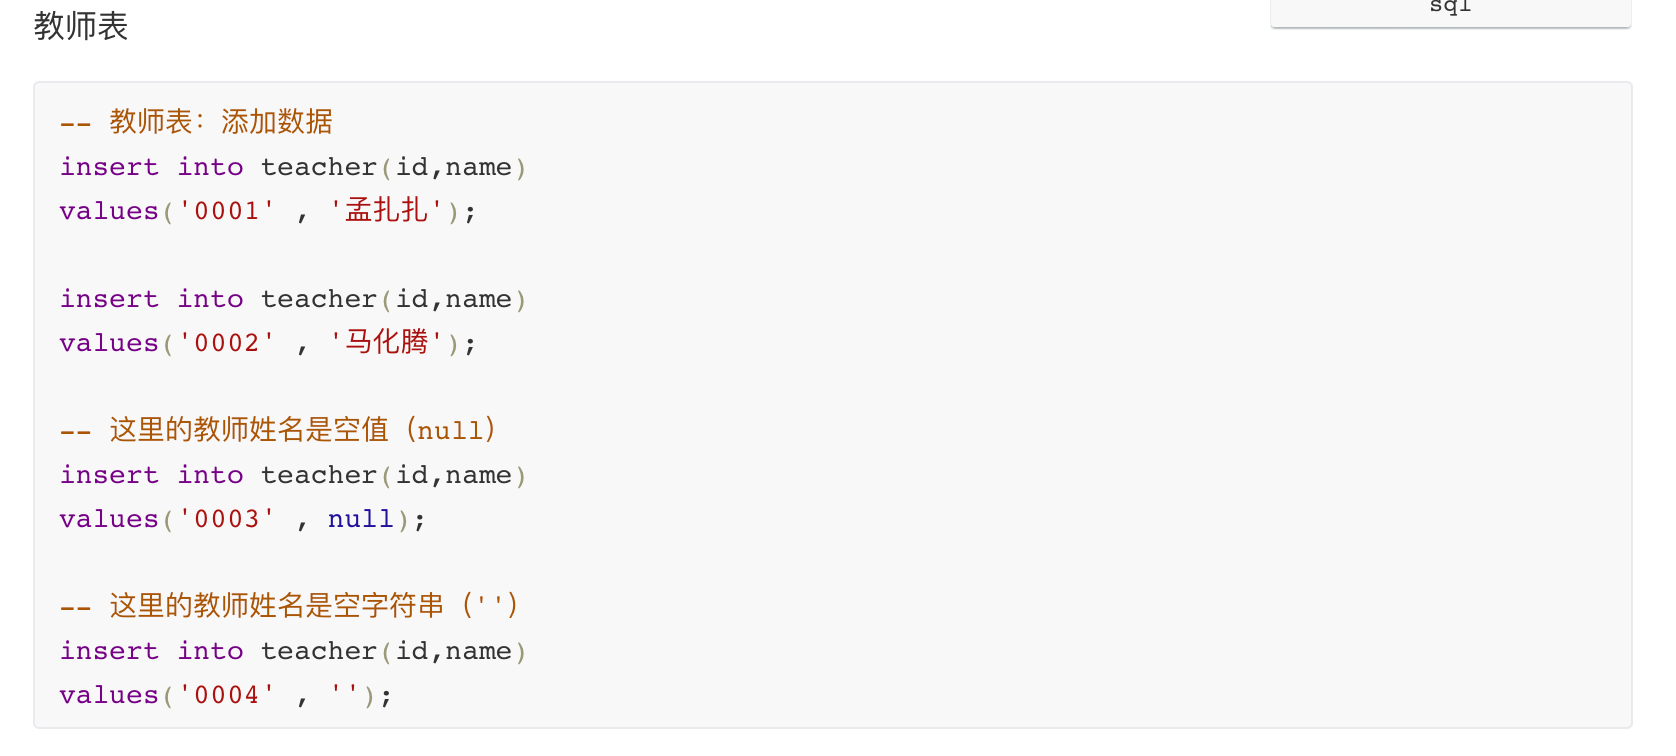 sql
教师表
-- 教师表：添加数据
insert into teacher(id,name)
values('0001' , '孟扎扎');
insert into teacher(id,name)
values('0002' , '马化腾');
-- 这里的教师姓名是空值（null）
insert into teacher(id,name)
values('0003' , null);
-- 这里的教师姓名是空字符串（''）
insert into teacher(id,name)
values('0004' , '');